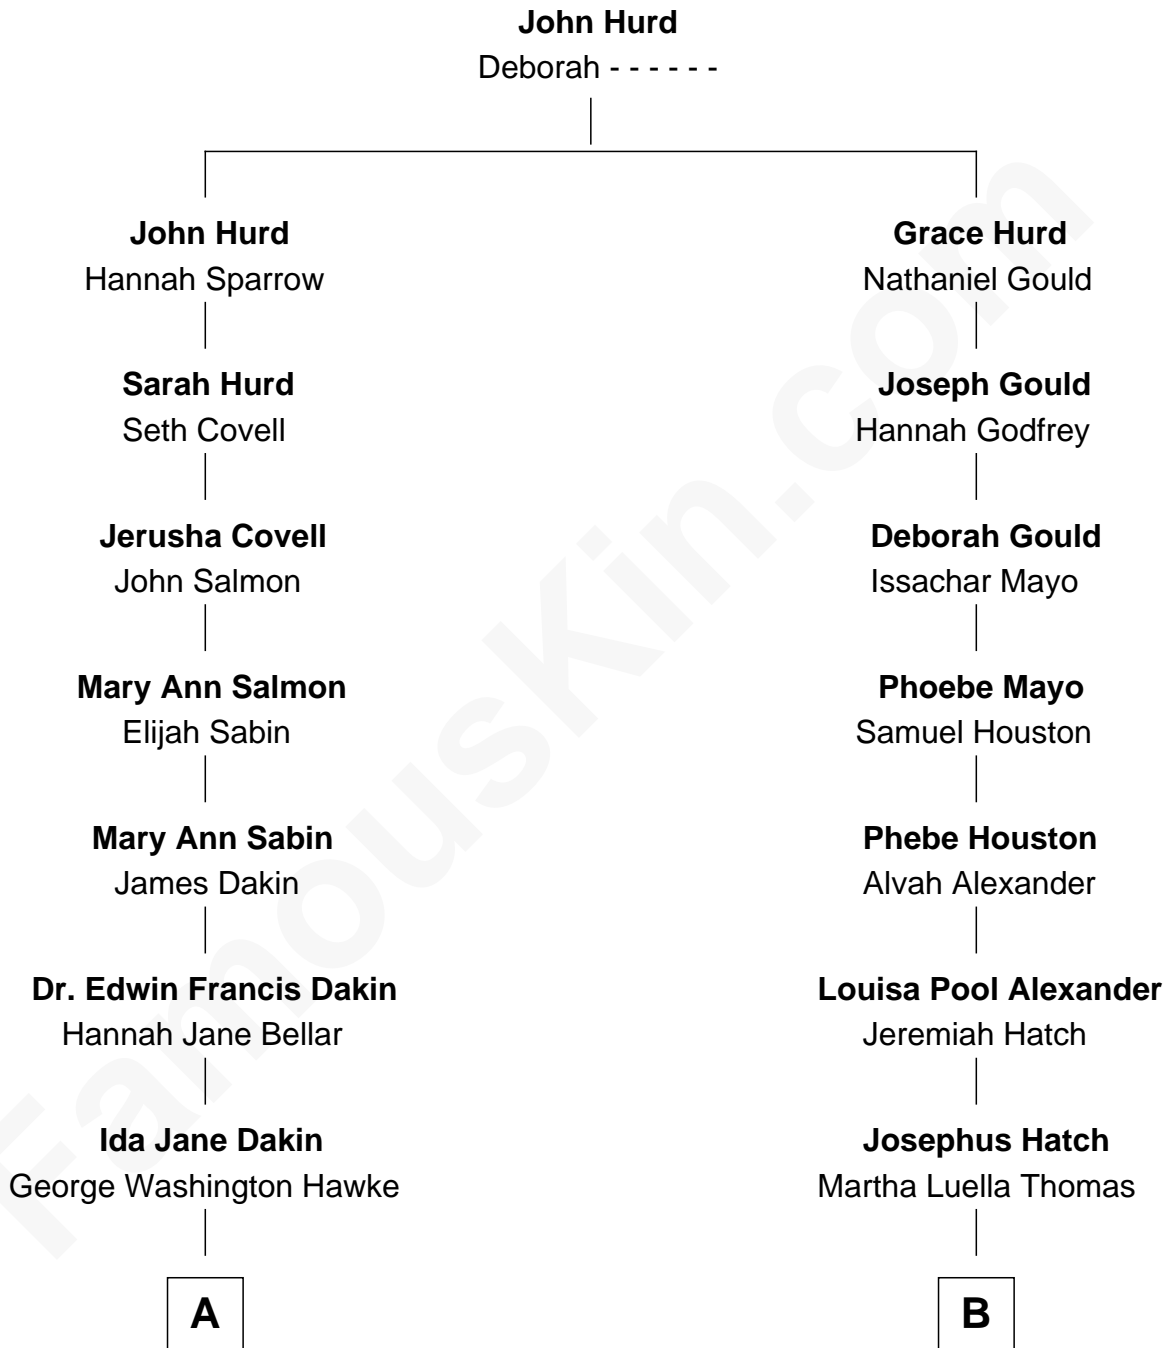 John Hurd
Deborah - - - - - -
John Hurd
Hannah Sparrow
Grace Hurd
Nathaniel Gould
Sarah Hurd
Seth Covell
Joseph Gould
Hannah Godfrey
Jerusha Covell
John Salmon
Deborah Gould
Issachar Mayo
Mary Ann Salmon
Elijah Sabin
Phoebe Mayo
Samuel Houston
Mary Ann Sabin
James Dakin
Phebe Houston
Alvah Alexander
Dr. Edwin Francis Dakin
Hannah Jane Bellar
Louisa Pool Alexander
Jeremiah Hatch
Ida Jane Dakin
George Washington Hawke
Josephus Hatch
Martha Luella Thomas
A
B
FamousKin.com